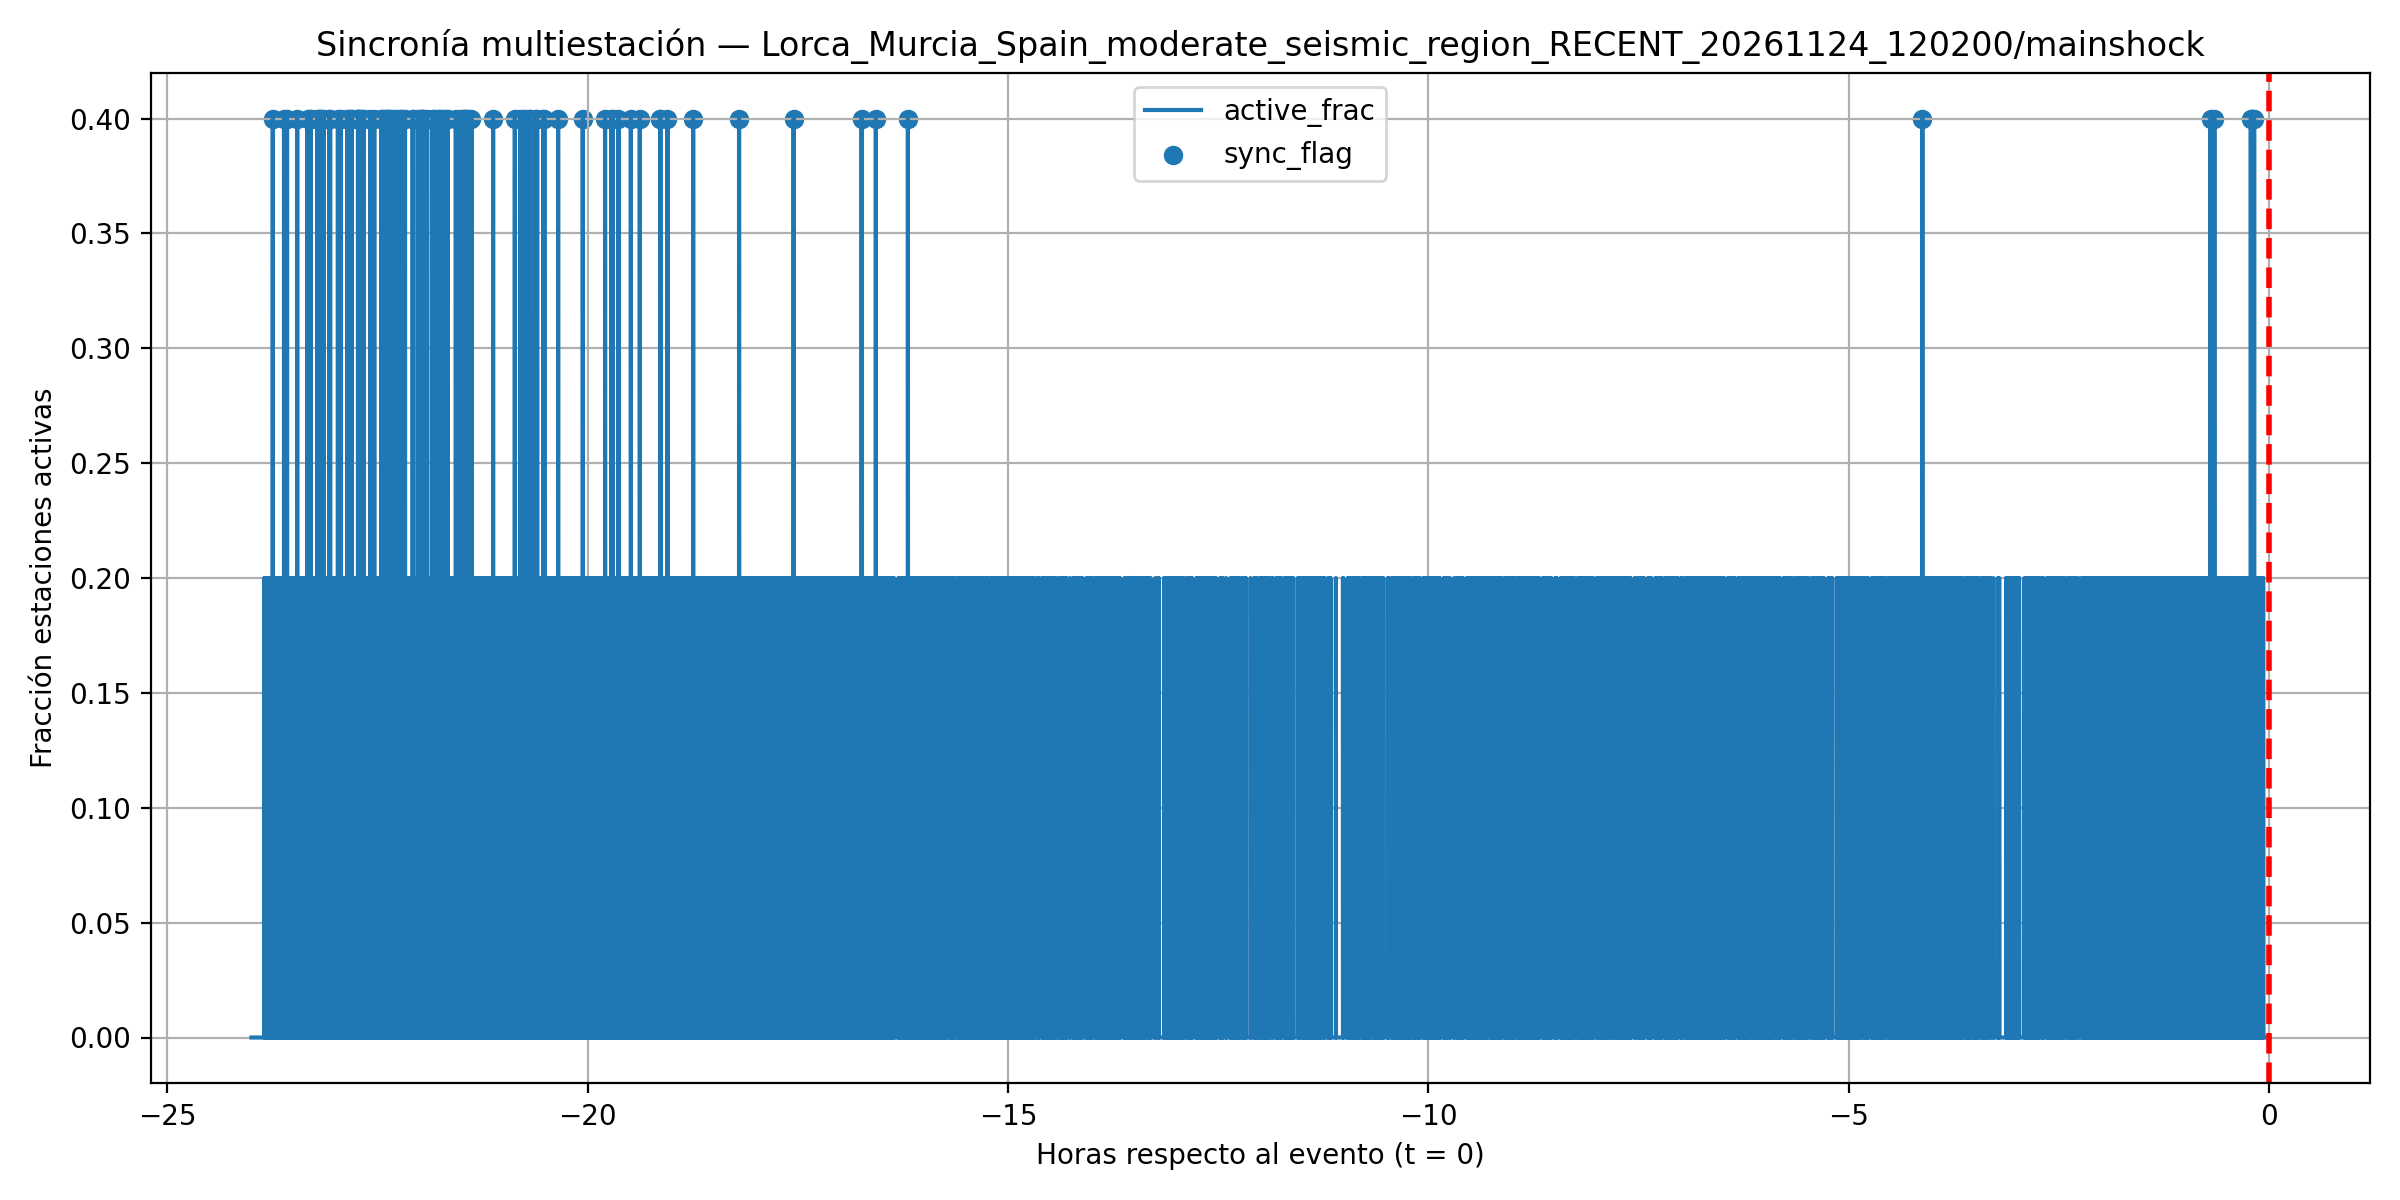 Sincronía multiestación — Lorca_Murcia_Spain_moderate_seismic_region_RECENT_20261124_120200/mainshock
active_frac
sync_flag
Fracción estaciones activas
0.40
0.35
0.30
0.25
0.20
0.15
0.10
0.05
0.00
−25 −20 −15 −10 −5 0
Horas respecto al evento (t = 0)